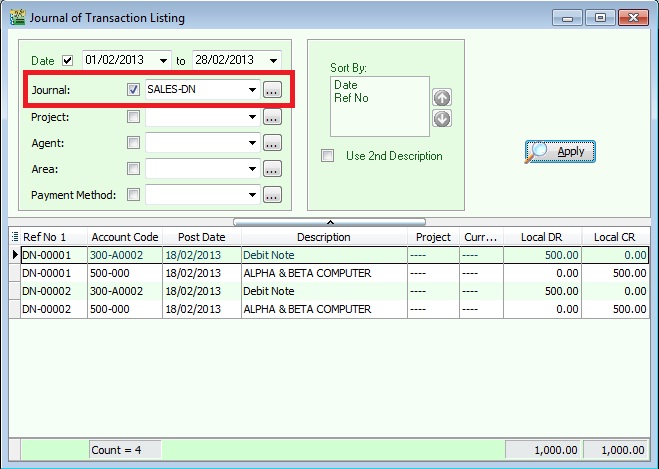 Journal of Transaction Listing
Date 01/02/2013 to 28/02/2013
Journal: SALES-DN ...
Project: ...
Agent: ...
Area: ...
Payment Method: ...
Sort By:
Date
Ref No
Use 2nd Description
Apply
Ref No 1 Account Code Post Date Description Project Curr... Local DR Local CR
DN-00001 300-A0002 18/02/2013 Debit Note ---- ---- 500.00 0.00
DN-00001 500-000 18/02/2013 ALPHA & BETA COMPUTER ---- ---- 0.00 500.00
DN-00002 300-A0002 18/02/2013 Debit Note ---- ---- 500.00 0.00
DN-00002 500-000 18/02/2013 ALPHA & BETA COMPUTER ---- ---- 0.00 500.00
Count = 4 1,000.00 1,000.00